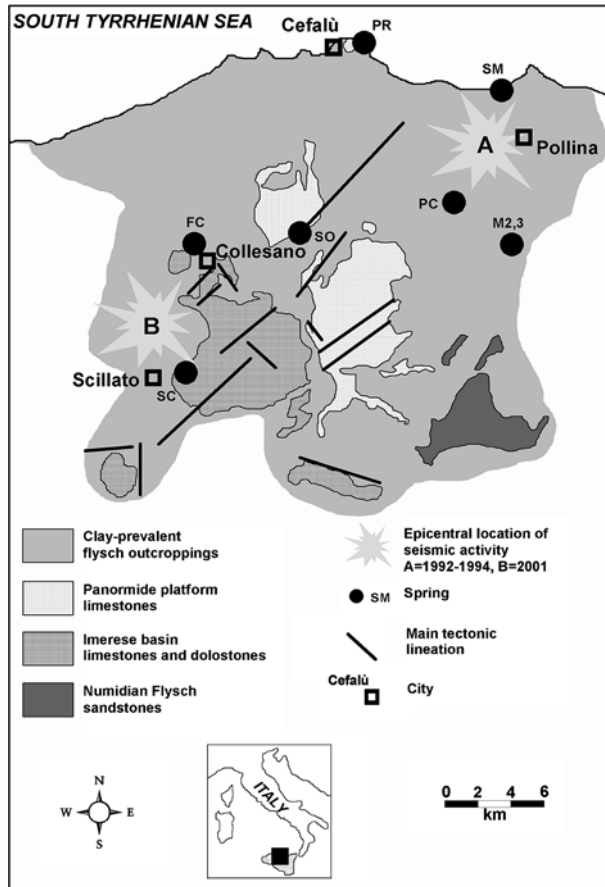 SOUTH TYRRHENIAN SEA
Cefalù
PR
SM
A
Pollina
PC
M2,3
FC
SO
Collesano
B
Scillato
SC
Clay-prevalent
flysch outcroppings
Panormide platform
limestones
Imerese basin
limestones and dolostones
Numidian Flysch
sandstones
Epicentral location of
seismic activity
A=1992-1994, B=2001
SM Spring
Main tectonic
lineation
Cefalù City
N
W E
S
ITALY
0 2 4 6
km